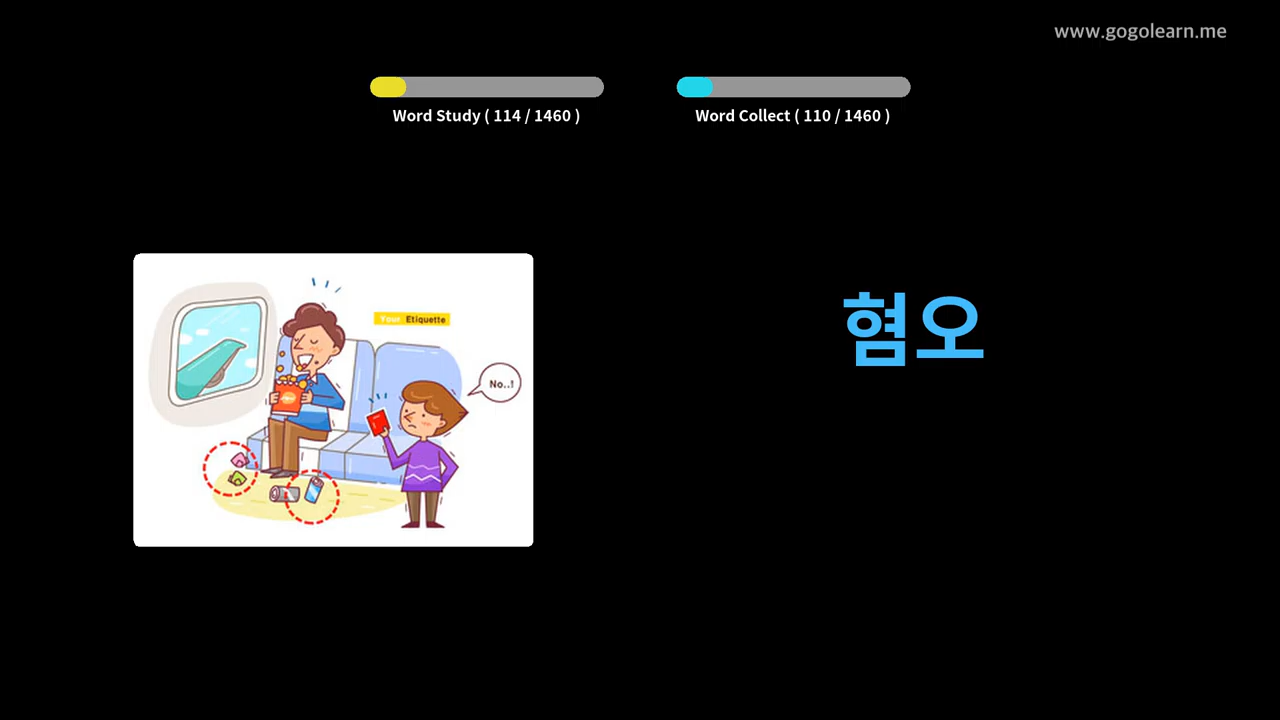 www.gogolearn.me
Word Study ( 114 / 1460 )
Word Collect ( 110 / 1460 )
Your Etiquette
No..!
혐오